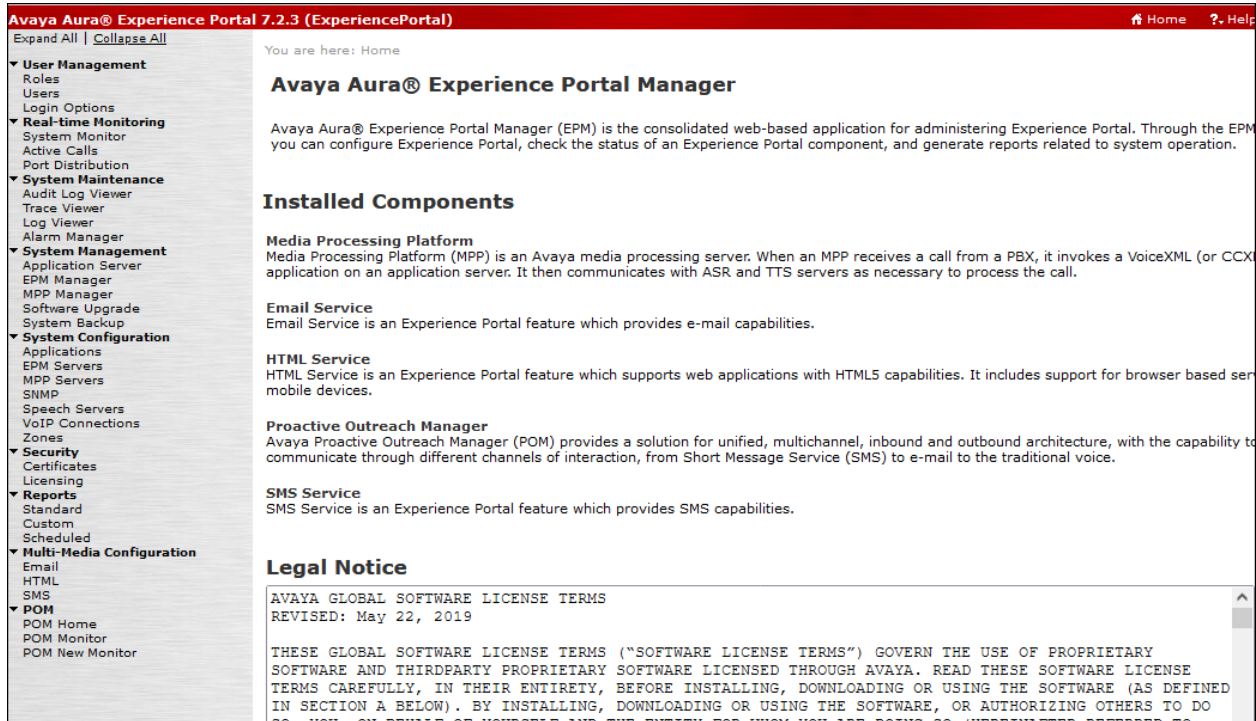 Avaya Aura® Experience Portal 7.2.3 (ExperiencePortal)
Home ? Help
Expand All | Collapse All
User Management
Roles
Users
Login Options
Real-time Monitoring
System Monitor
Active Calls
Port Distribution
System Maintenance
Audit Log Viewer
Trace Viewer
Log Viewer
Alarm Manager
System Management
Application Server
EPM Manager
MPP Manager
Software Upgrade
System Backup
System Configuration
Applications
EPM Servers
MPP Servers
SNMP
Speech Servers
VoIP Connections
Zones
Security
Certificates
Licensing
Reports
Standard
Custom
Scheduled
Multi-Media Configuration
Email
HTML
SMS
POM
POM Home
POM Monitor
POM New Monitor
You are here: Home
Avaya Aura® Experience Portal Manager
Avaya Aura® Experience Portal Manager (EPM) is the consolidated web-based application for administering Experience Portal. Through the EPM
you can configure Experience Portal, check the status of an Experience Portal component, and generate reports related to system operation.
Installed Components
Media Processing Platform
Media Processing Platform (MPP) is an Avaya media processing server. When an MPP receives a call from a PBX, it invokes a VoiceXML (or
application on an application server. It then communicates with ASR and TTS servers as necessary to process the call.
Email Service
Email Service is an Experience Portal feature which provides e-mail capabilities.
HTML Service
HTML Service is an Experience Portal feature which supports web applications with HTML5 capabilities. It includes support for browser based
mobile devices.
Proactive Outreach Manager
Avaya Proactive Outreach Manager (POM) provides a solution for unified, multichannel, inbound and outbound architecture, with the capability to
communicate through different channels of interaction, from Short Message Service (SMS) to e-mail to the traditional voice.
SMS Service
SMS Service is an Experience Portal feature which provides SMS capabilities.
Legal Notice
AVAYA GLOBAL SOFTWARE LICENSE TERMS
REVISED: May 22, 2019
THESE GLOBAL SOFTWARE LICENSE TERMS (“SOFTWARE LICENSE TERMS”) GOVERN THE USE OF PROPRIETARY
SOFTWARE AND THIRDPARTY PROPRIETARY SOFTWARE LICENSED THROUGH AVAYA. READ THESE SOFTWARE LICENSE
TERMS CAREFULLY, IN THEIR ENTIRETY, BEFORE INSTALLING, DOWNLOADING OR USING THE SOFTWARE (AS DEFINED
IN SECTION A BELOW). BY INSTALLING, DOWNLOADING OR USING THE SOFTWARE, OR AUTHORIZING OTHERS TO DO